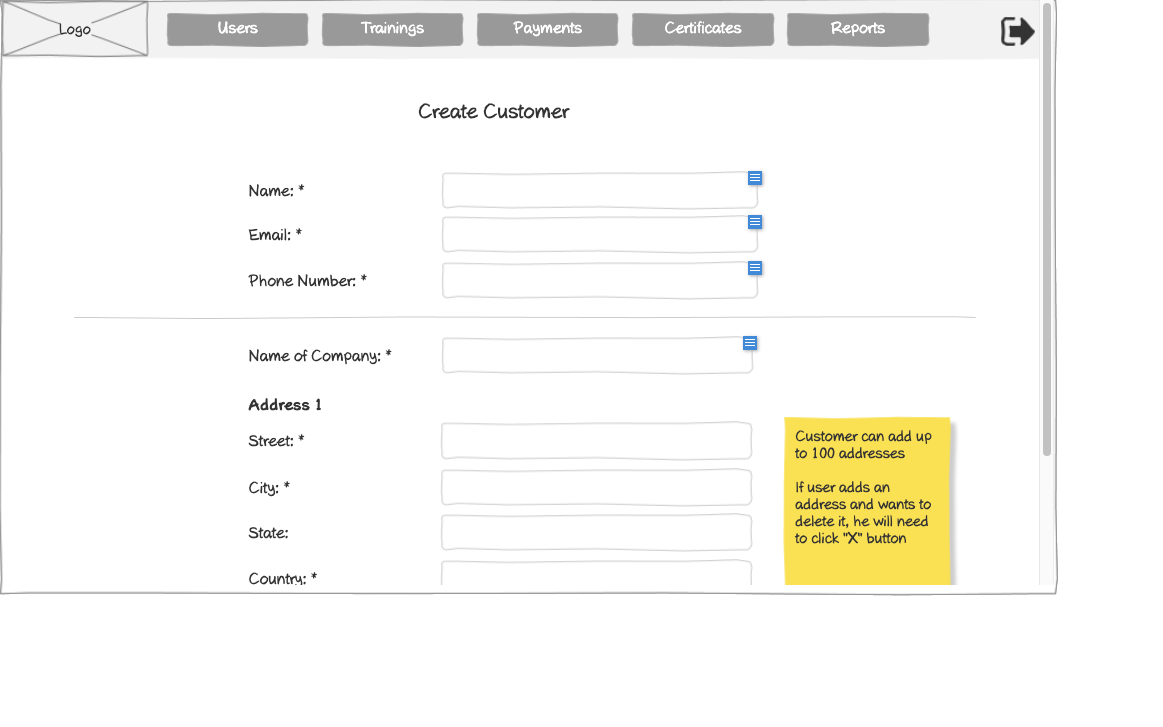 Logo
Users
Trainings
Payments
Certificates
Reports
Create Customer
Name: *
Email: *
Phone Number: *
Name of Company: *
Address 1
Street: *
City: *
State:
Country: *
Customer can add up
to 100 addresses
If user adds an
address and wants to
delete it, he will need
to click "X" button